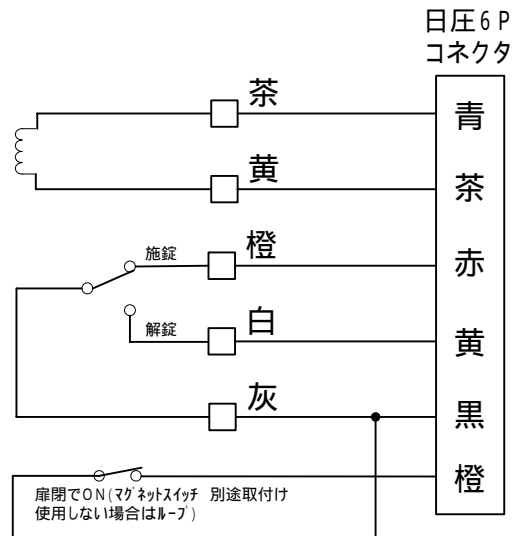 日圧6P
コネクタ
茶
青
黄
茶
施錠
橙
赤
解錠
白
黄
灰
黒
橙
扉閉でON(マグネットスイッチ 別途取付け
使用しない場合はループ)